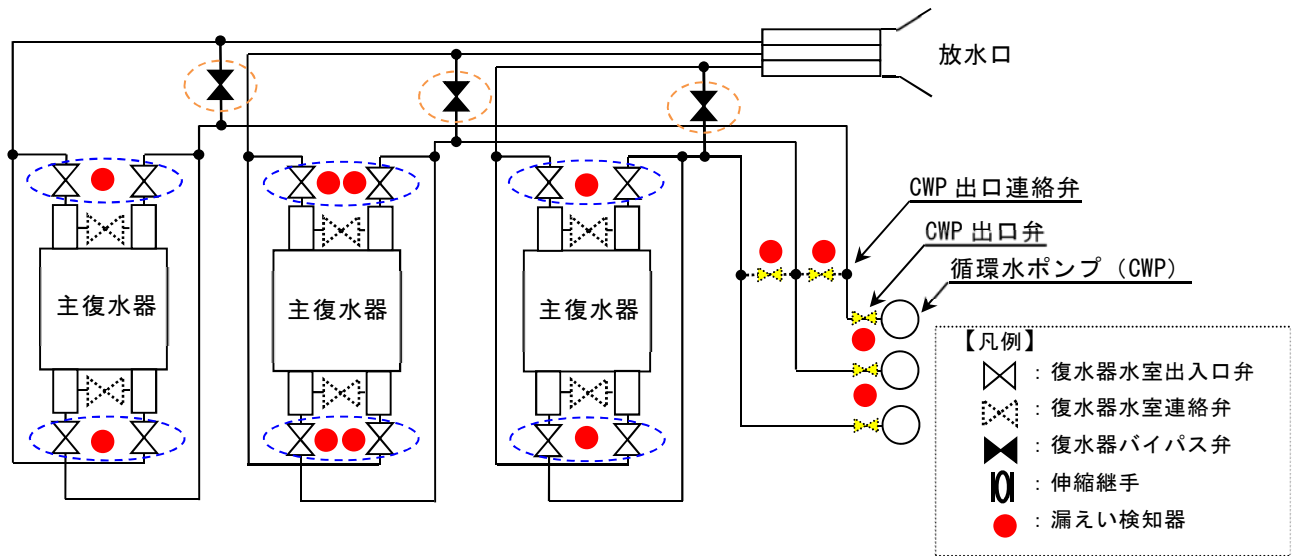 放水口
CWP 出口連絡弁
CWP 出口弁
循環水ポンプ（CWP）
主復水器
主復水器
主復水器
【凡例】
：復水器水室出入口弁
：復水器水室連絡弁
：復水器バイパス弁
：伸縮継手
：漏えい検知器